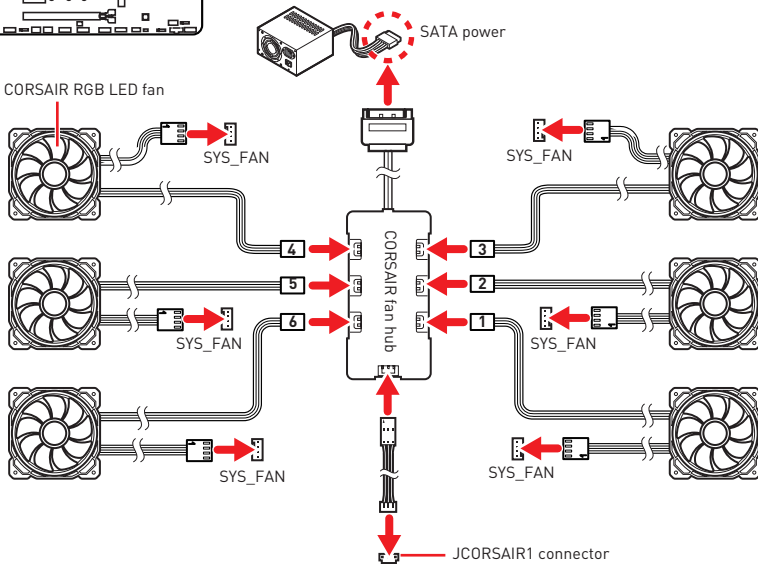 SATA power
CORSAIR RGB LED fan
SYS_FAN
SYS_FAN
4
3
5
2
6
1
CORSAIR fan hub
SYS_FAN
SYS_FAN
SYS_FAN
SYS_FAN
JCORSAIR1 connector